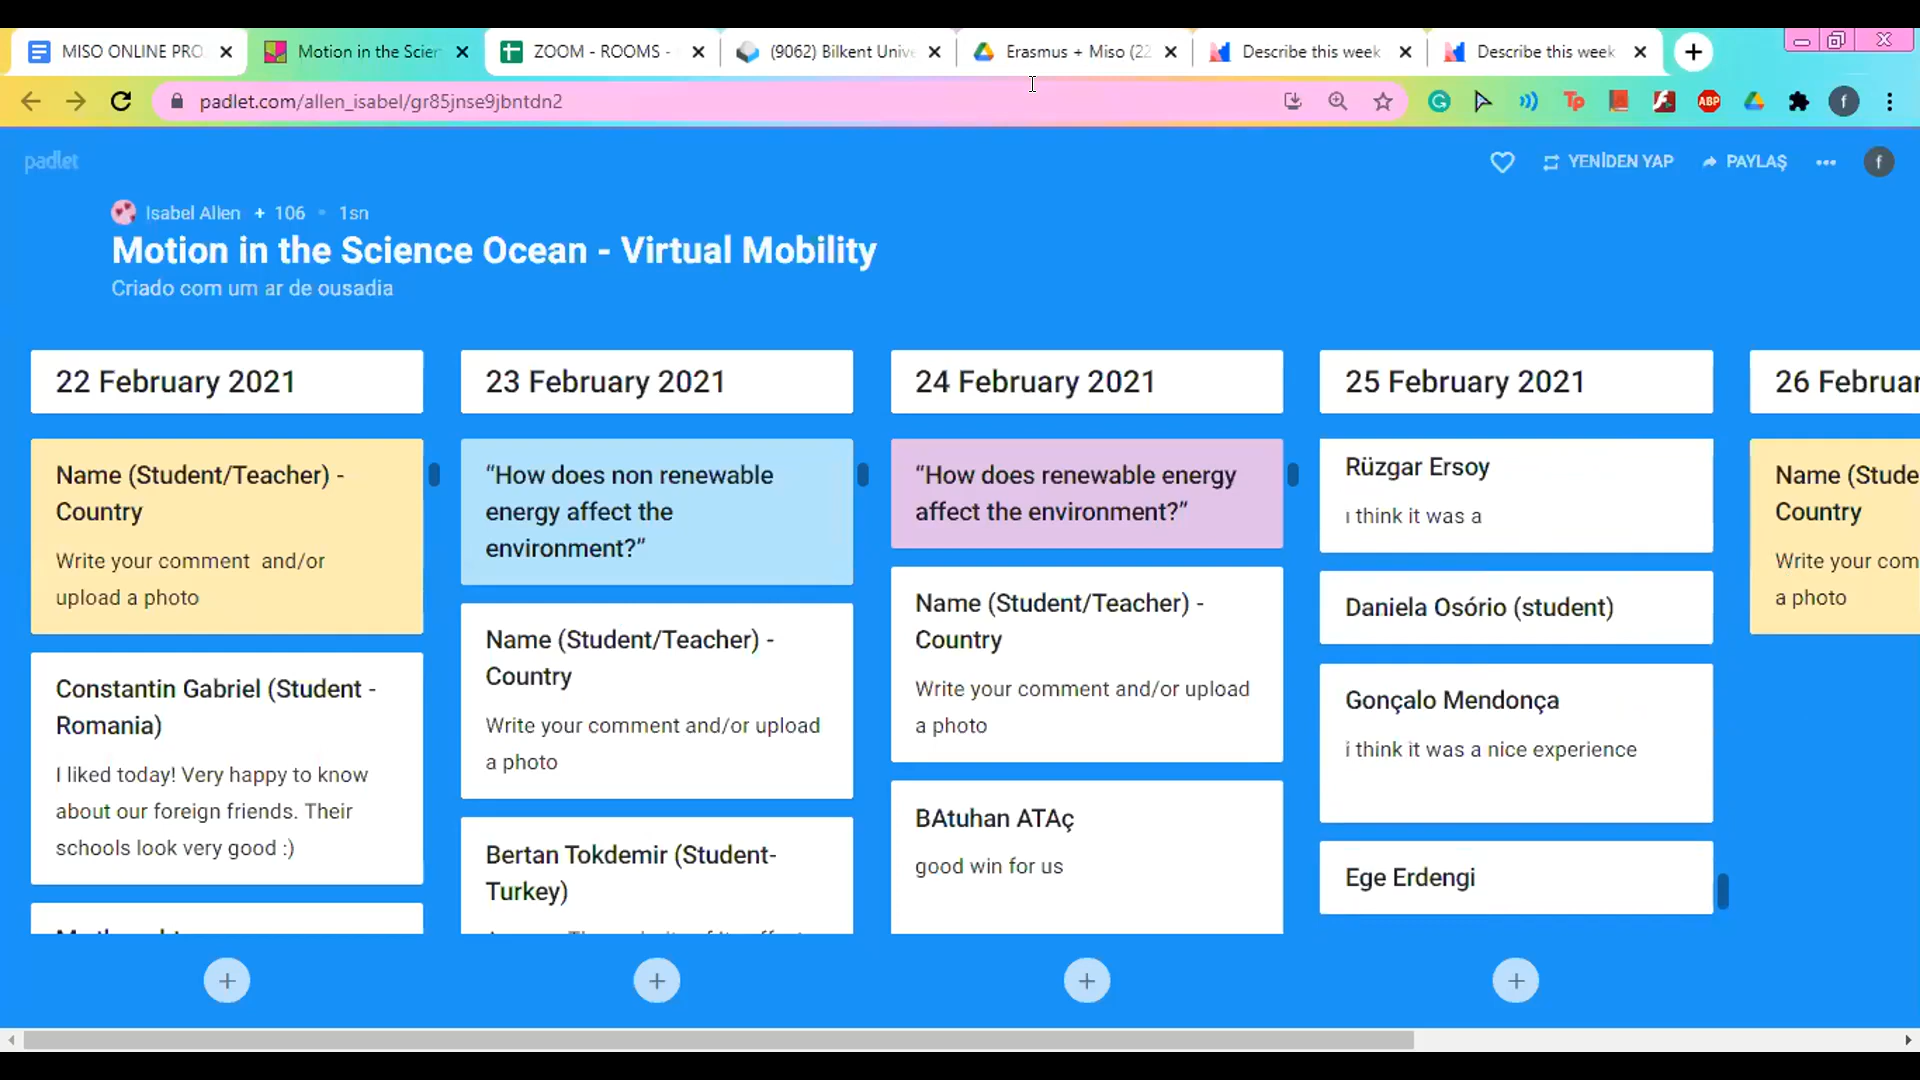 MISO ONLINE PRO
Motion in the Scien
ZOOM - ROOMS -
(9062) Bilkent Unive
Erasmus + Miso (22
Describe this week
Describe this week
padlet.com/allen_isabel/gr85jnse9jbntdn2
padlet
YENİDEN YAP
PAYLAŞ
f
Isabel Allen + 106 • 1sn
Motion in the Science Ocean - Virtual Mobility
Criado com um ar de ousadia
22 February 2021
Name (Student/Teacher) -
Country
Write your comment and/or
upload a photo
Constantin Gabriel (Student -
Romania)
I liked today! Very happy to know
about our foreign friends. Their
schools look very good :)
23 February 2021
“How does non renewable
energy affect the
environment?”
Name (Student/Teacher) -
Country
Write your comment and/or upload
a photo
Bertan Tokdemir (Student-
Turkey)
24 February 2021
“How does renewable energy
affect the environment?”
Name (Student/Teacher) -
Country
Write your comment and/or upload
a photo
BAtuhan ATAç
good win for us
25 February 2021
Rüzgar Ersoy
ı think it was a
Daniela Osório (student)
Gonçalo Mendonça
i think it was a nice experience
Ege Erdengi
26 Februar
Name (Stude
Country
Write your com
a photo